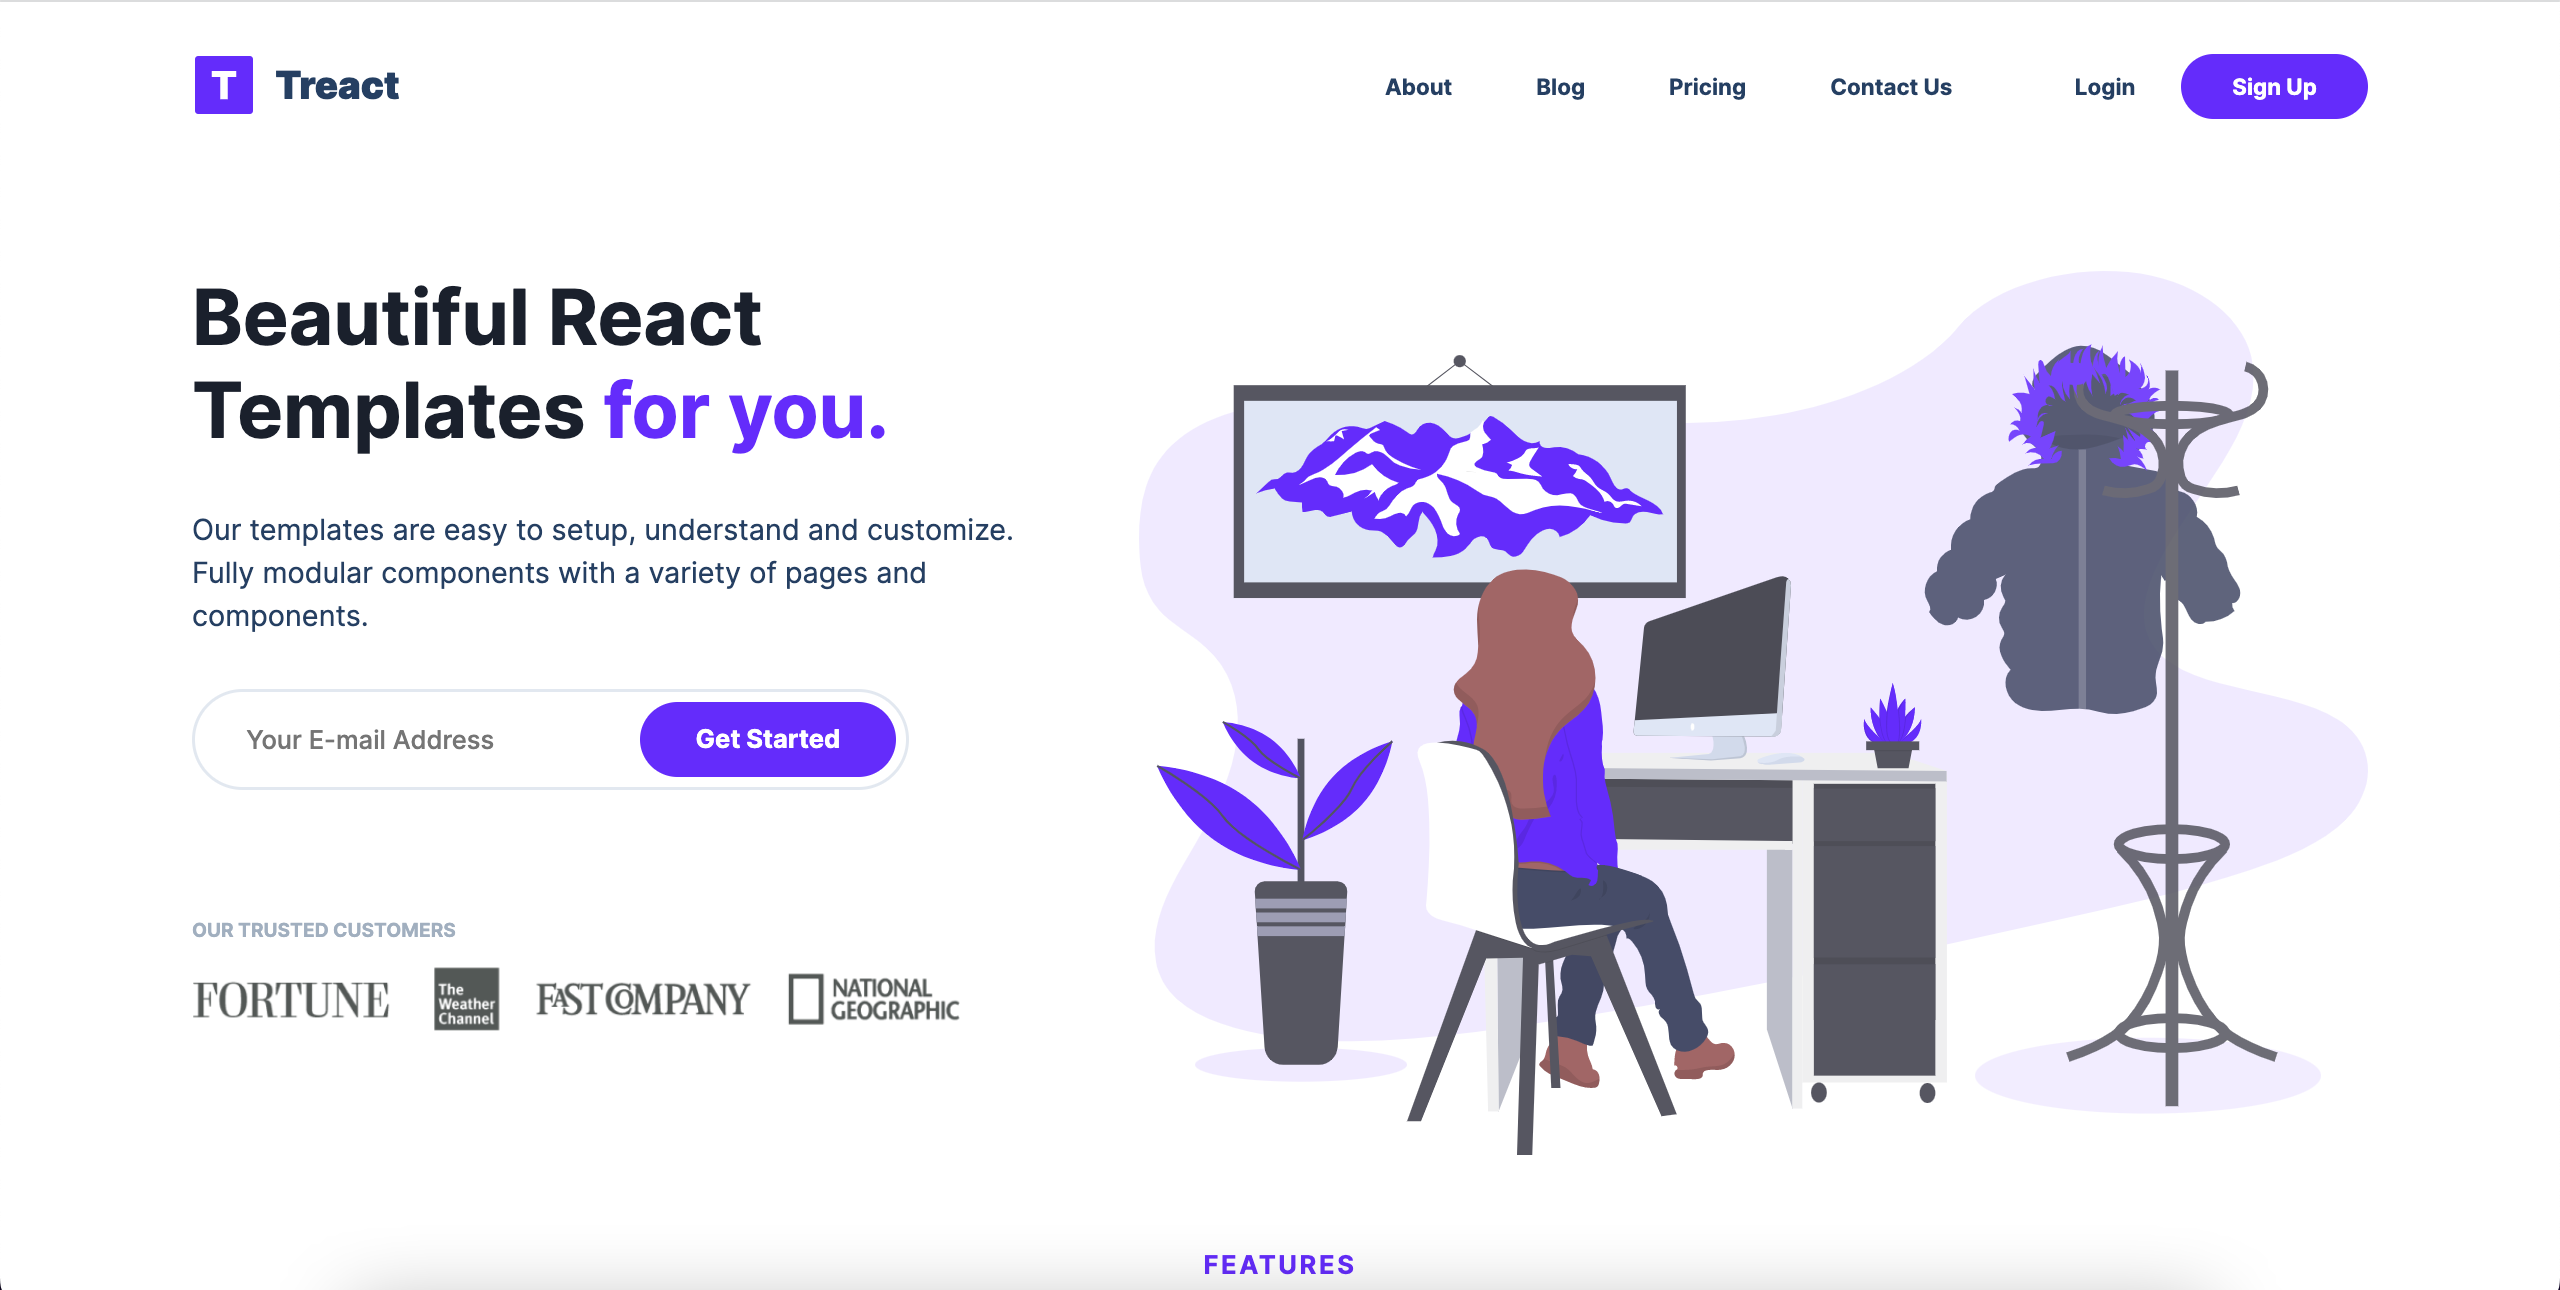 T Treact
About Blog Pricing Contact Us Login Sign Up
Beautiful React
Templates for you.
Our templates are easy to setup, understand and customize.
Fully modular components with a variety of pages and
components.
Your E-mail Address Get Started
OUR TRUSTED CUSTOMERS
FORTUNE
The
Weather
Channel
FAST COMPANY
NATIONAL
GEOGRAPHIC
FEATURES